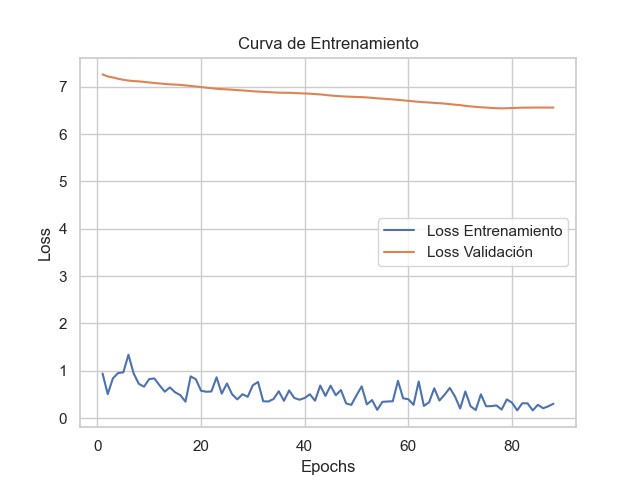 Curva de Entrenamiento
7
6
5
4
3
2
1
0
Loss
Loss Entrenamiento
Loss Validación
0 20 40 60 80
Epochs